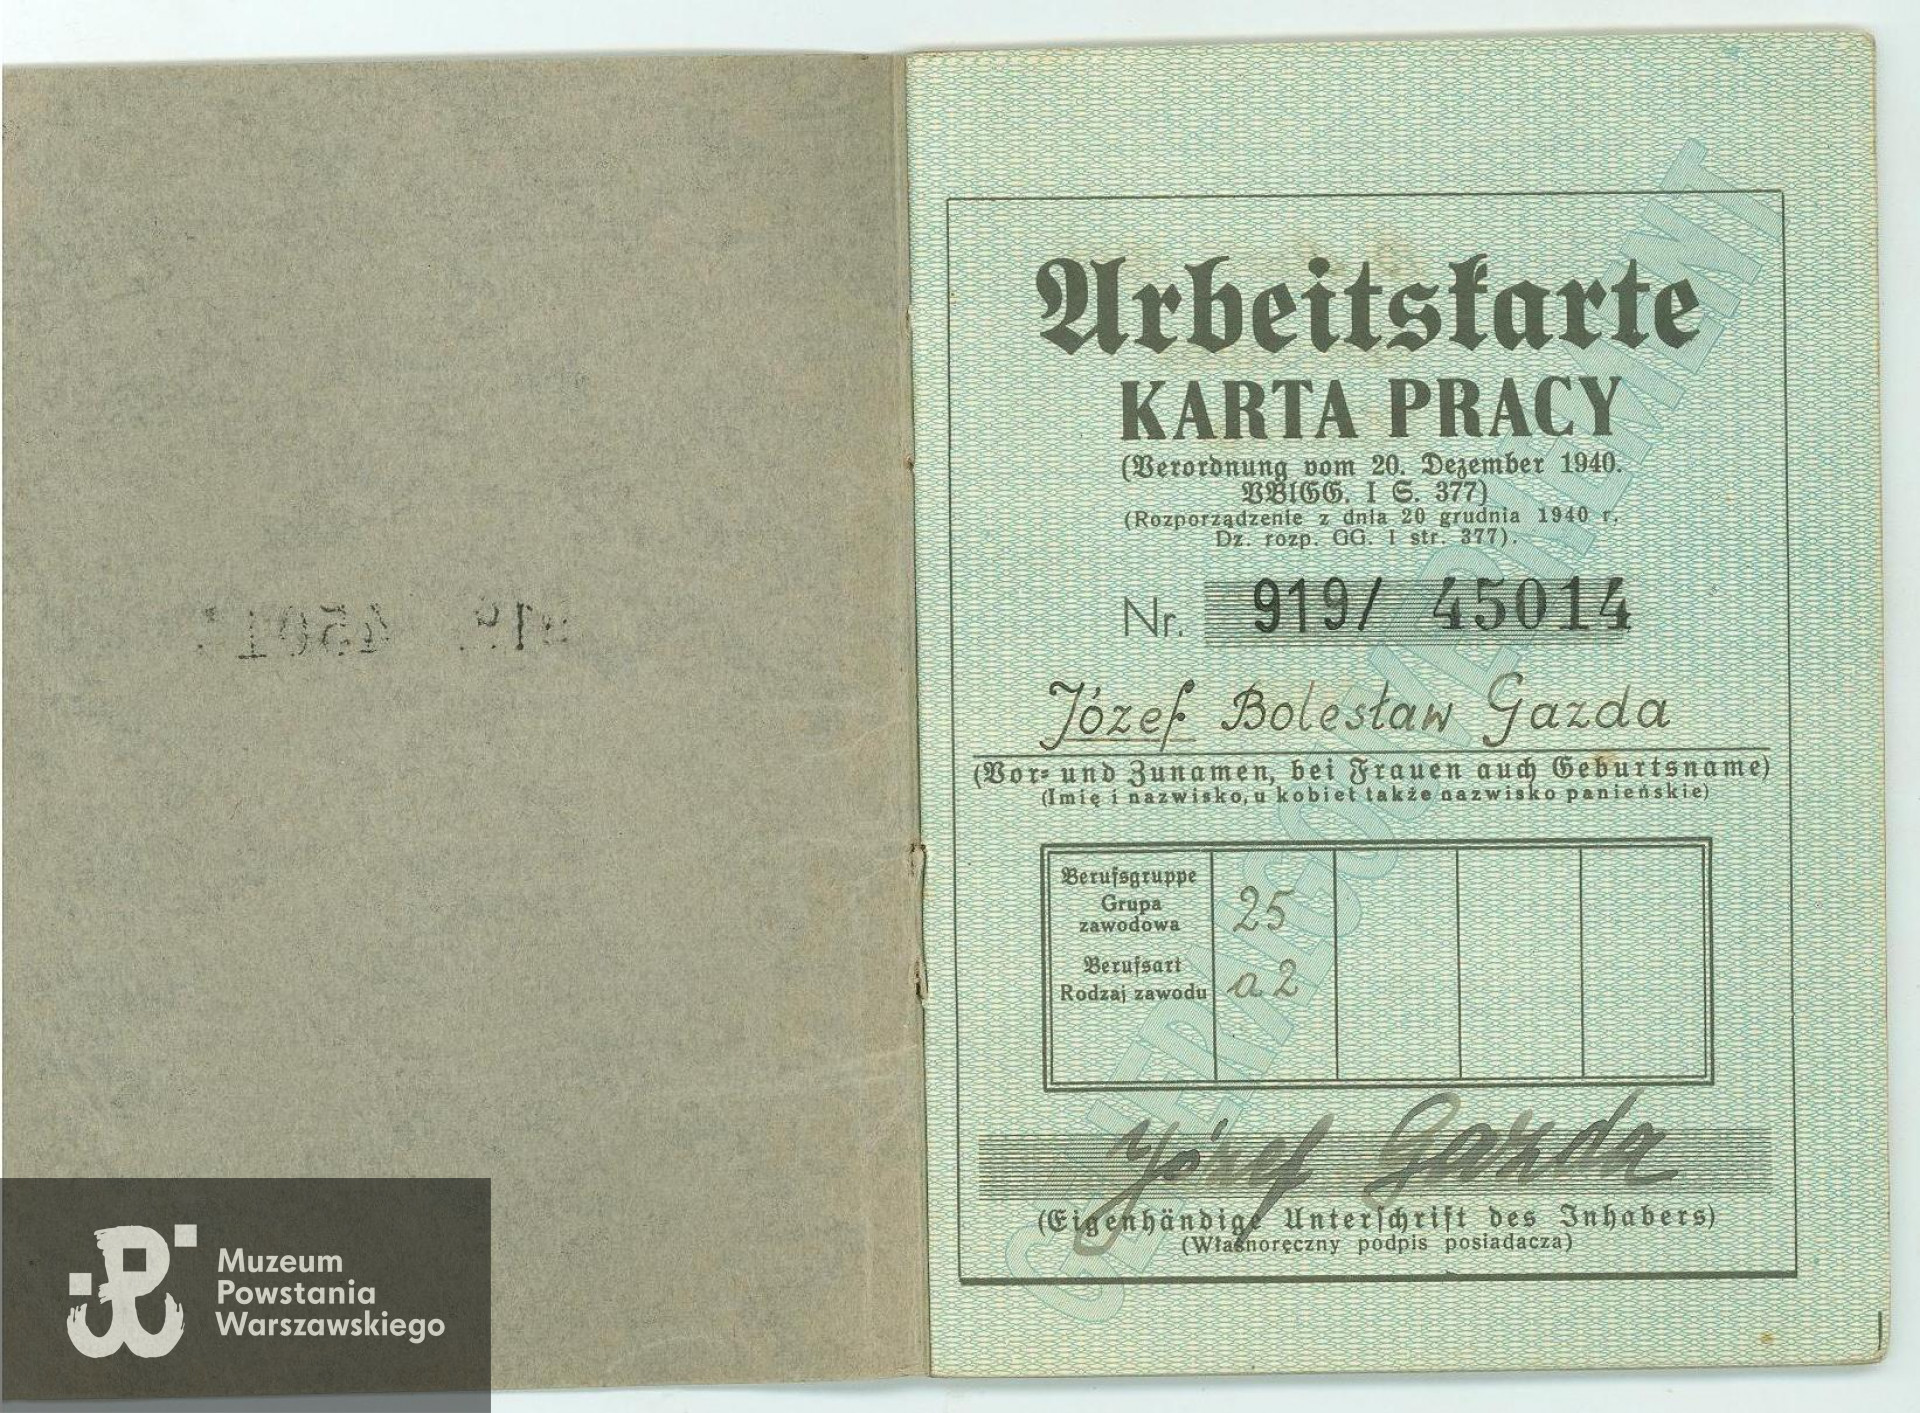 Arbeitskarte
KARTA PRACY
(Verordnung vom 20. Dezember 1940.
VBlGG. I S. 377)
(Rozporządzenie z dnia 20 grudnia 1940 r.
Dz. rozp. GG. I str. 377).
Nr. 919/ 45014
Józef Bolesław Gazda
(Vor- und Zunamen, bei Frauen auch Geburtsname)
(Imię i nazwisko, u kobiet także nazwisko panieńskie)
Berufsgruppe
Grupa
zawodowa
25
Berufsart
Rodzaj zawodu
a 2
Józef Gazda
(Eigenhändige Unterschrift des Inhabers)
(Własnoręczny podpis posiadacza)
Muzeum
Powstania
Warszawskiego